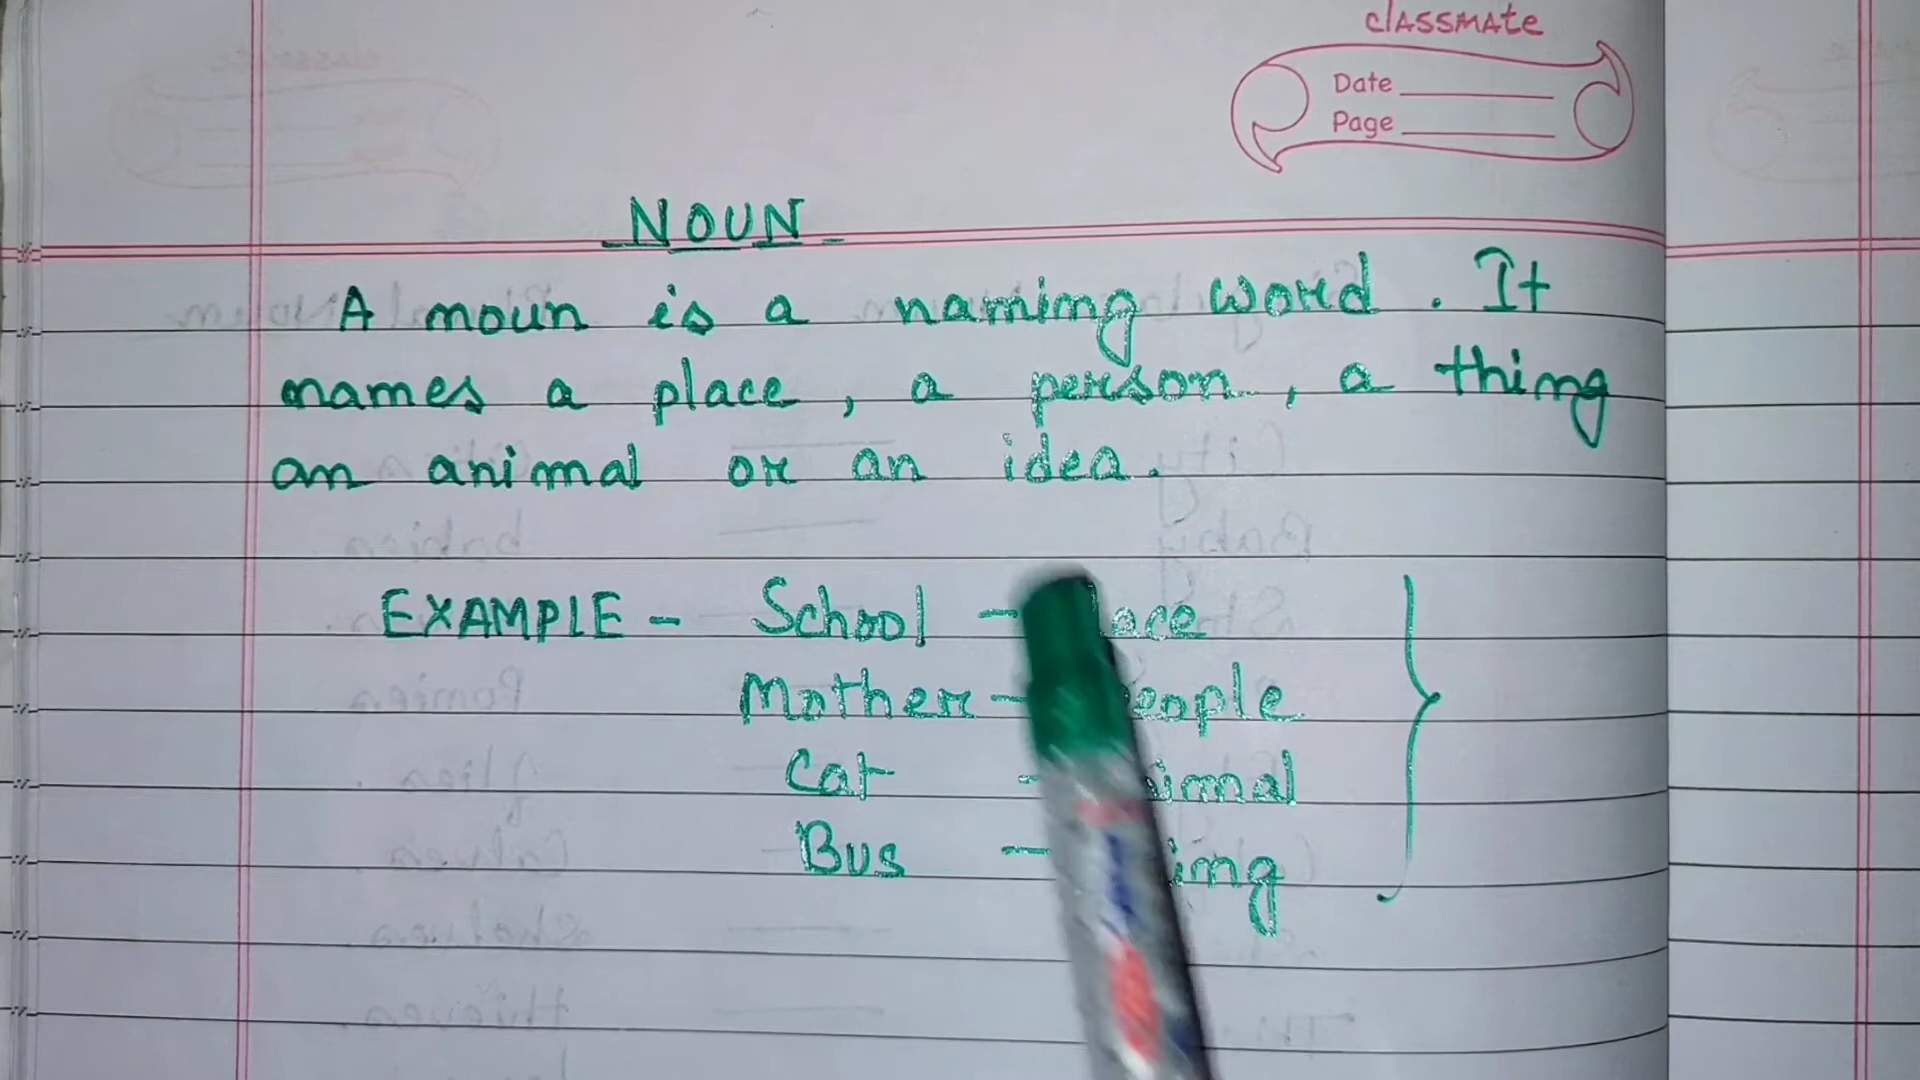 classmate
Date
Page
NOUN
A noun is a naming word. It
names a place, a person, a thing
an animal or an idea.
EXAMPLE - School -
Mother -
Cat -
Bus -